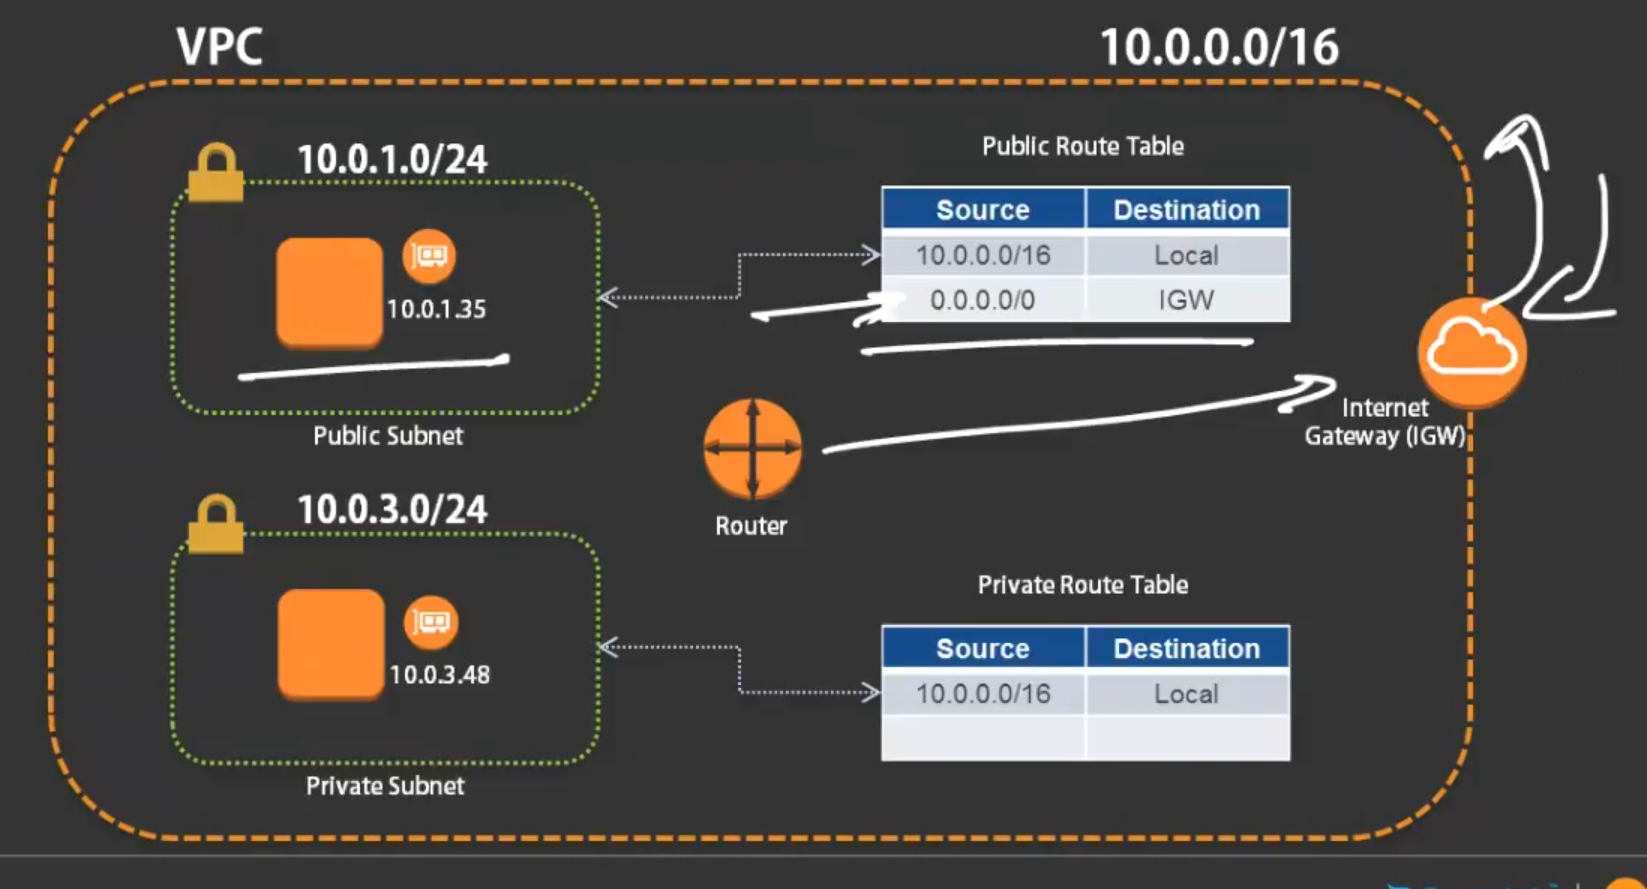 VPC
10.0.0.0/16
10.0.1.0/24
10.0.1.35
Public Subnet
Public Route Table
Source Destination
10.0.0.0/16 Local
0.0.0.0/0 IGW
Internet
Gateway (IGW)
Router
10.0.3.0/24
10.0.3.48
Private Subnet
Private Route Table
Source Destination
10.0.0.0/16 Local